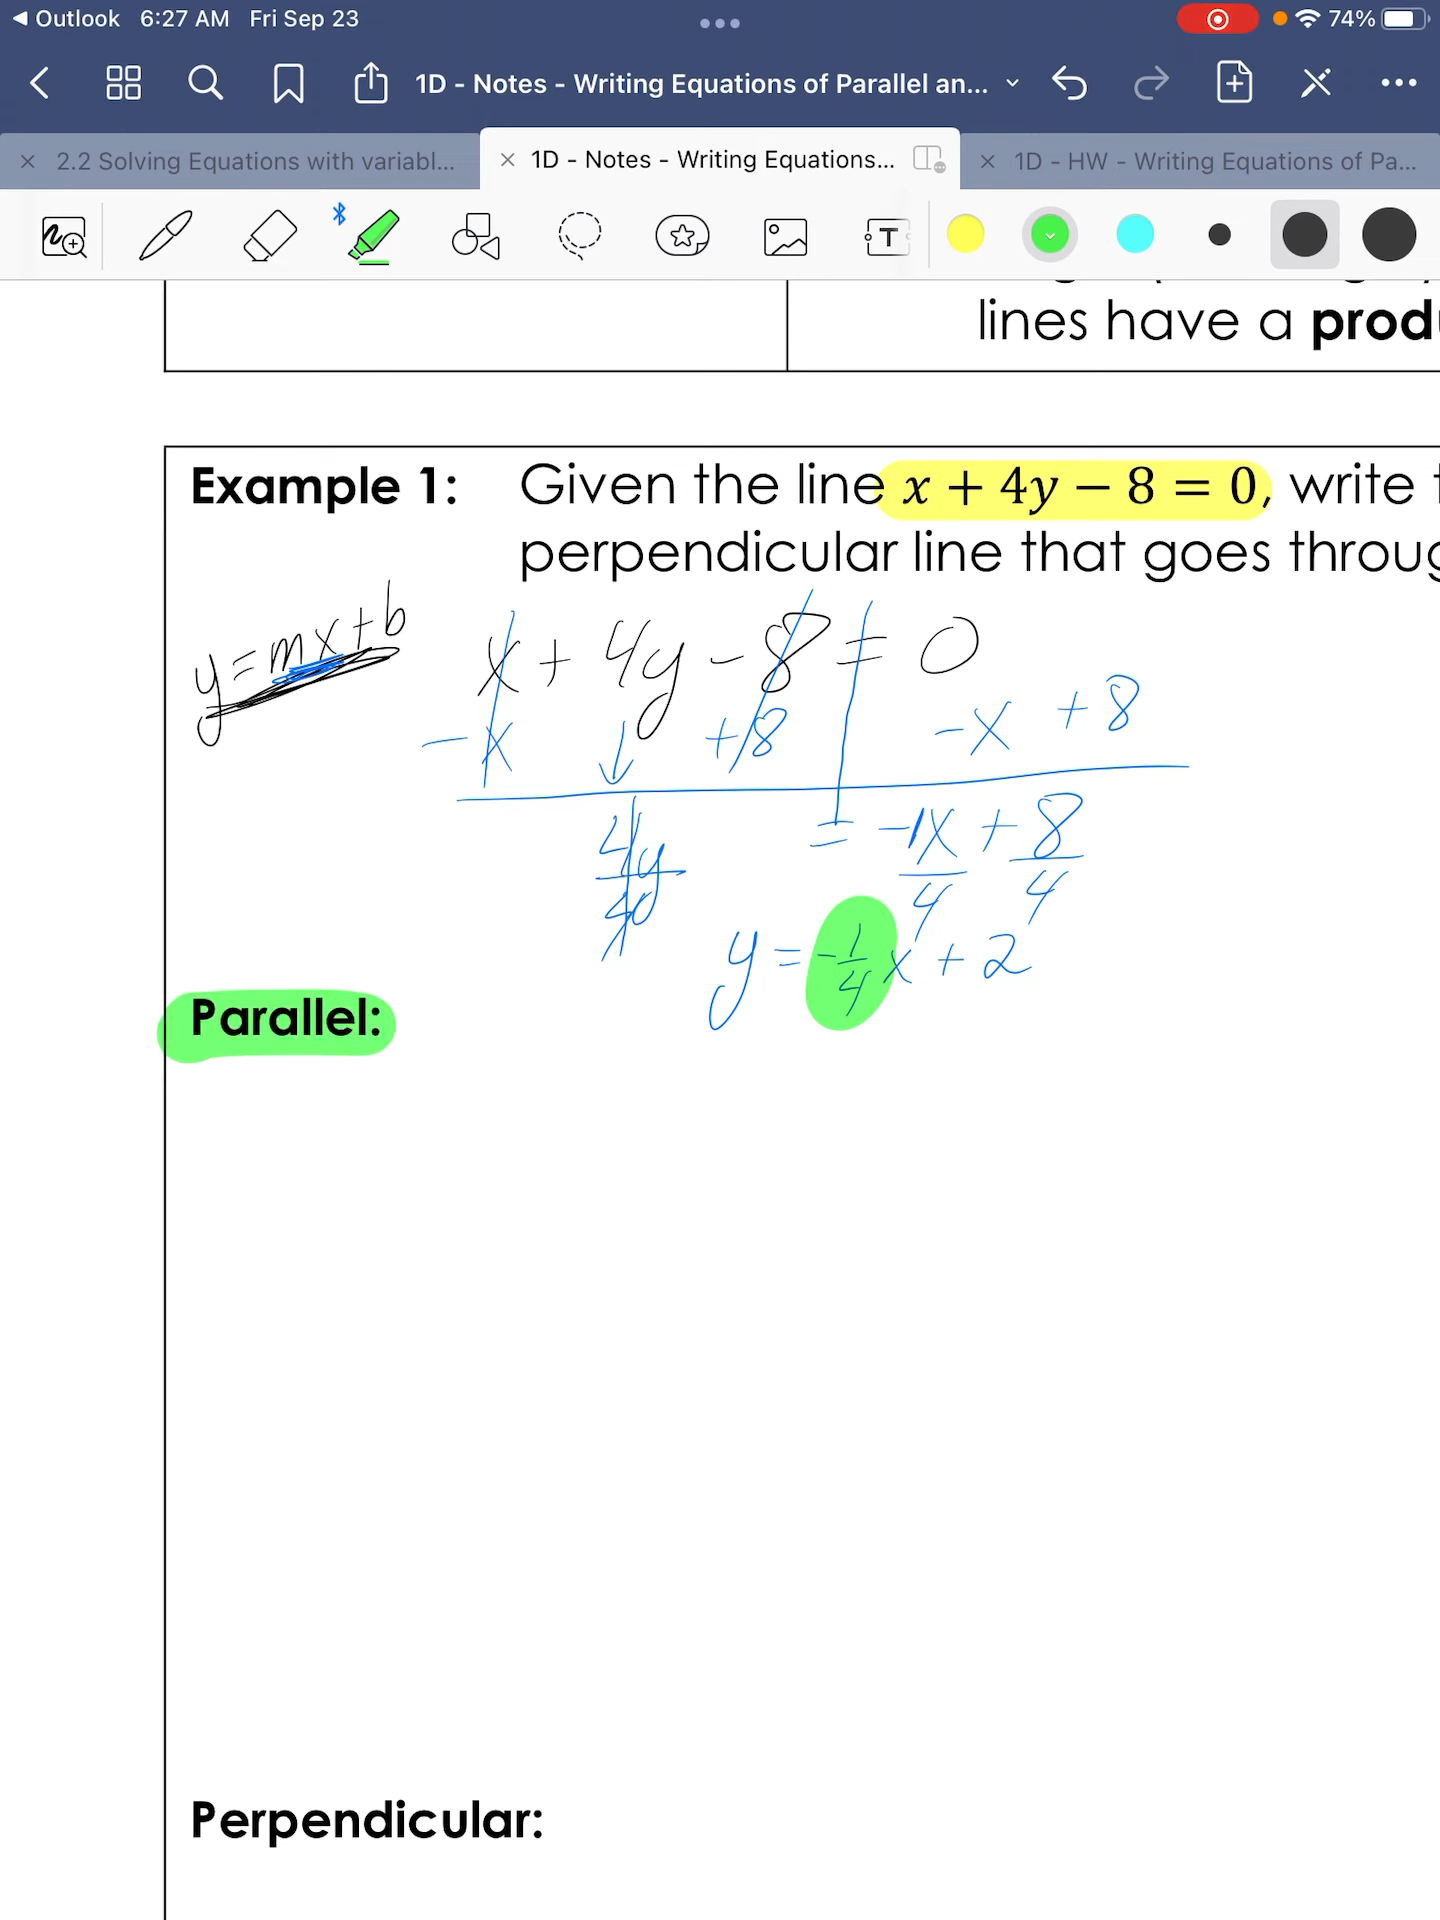 Outlook 6:27 AM Fri Sep 23
74%
1D - Notes - Writing Equations of Parallel an...
2.2 Solving Equations with variabl...
1D - Notes - Writing Equations...
1D - HW - Writing Equations of Pa...
T
lines have a
Example 1: Given the line x + 4y − 8 = 0, write
perpendicular line that goes
y = mx + b
x + 4y - 8 = 0
-x +8 -x +8
4y = -1x + 8
4 4 4
y = -1/4 x + 2
Parallel:
Perpendicular: